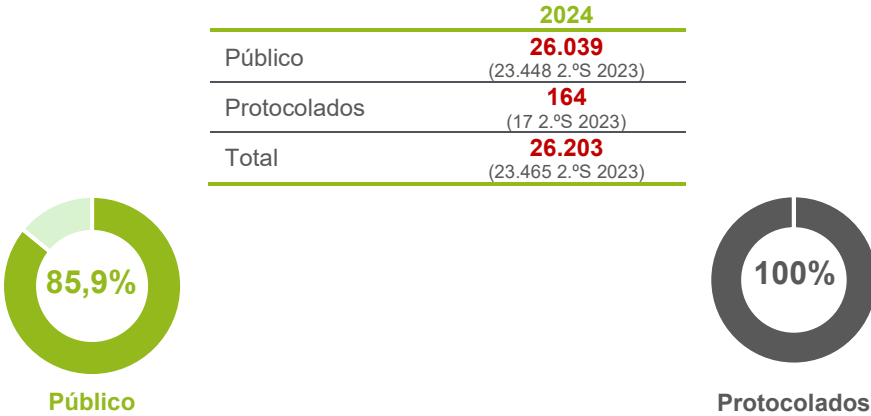 2024
Público 26.039
(23.448 2.ºS 2023)
Protocolados 164
(17 2.ºS 2023)
Total 26.203
(23.465 2.ºS 2023)
85,9%
Público
100%
Protocolados